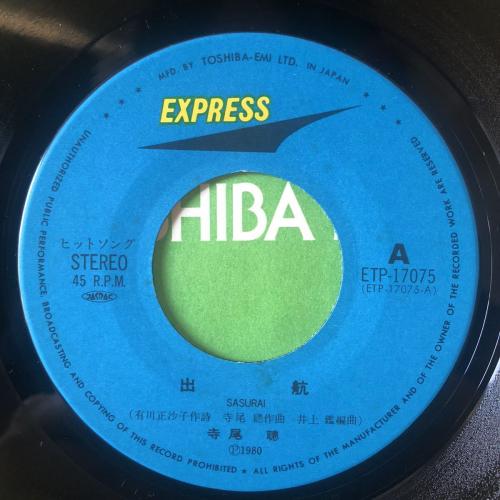 MFD. BY TOSHIBA-EMI LTD. IN JAPAN
EXPRESS
SHIBA
ヒットソング
STEREO
45 R.P.M.
JASRAC
A
ETP-17075
(ETP-17075-A)
出航
SASURAI
(有川正沙子作詩 寺尾 聰作曲 井上 鑑編曲)
寺尾 聰
Ⓟ1980
UNAUTHORIZED PUBLIC PERFORMANCE, BROADCASTING AND COPYING OF THIS RECORD PROHIBITED ★ ALL RIGHTS OF THE MANUFACTURER AND OF THE OWNER OF THE RECORDED WORK ARE RESERVED